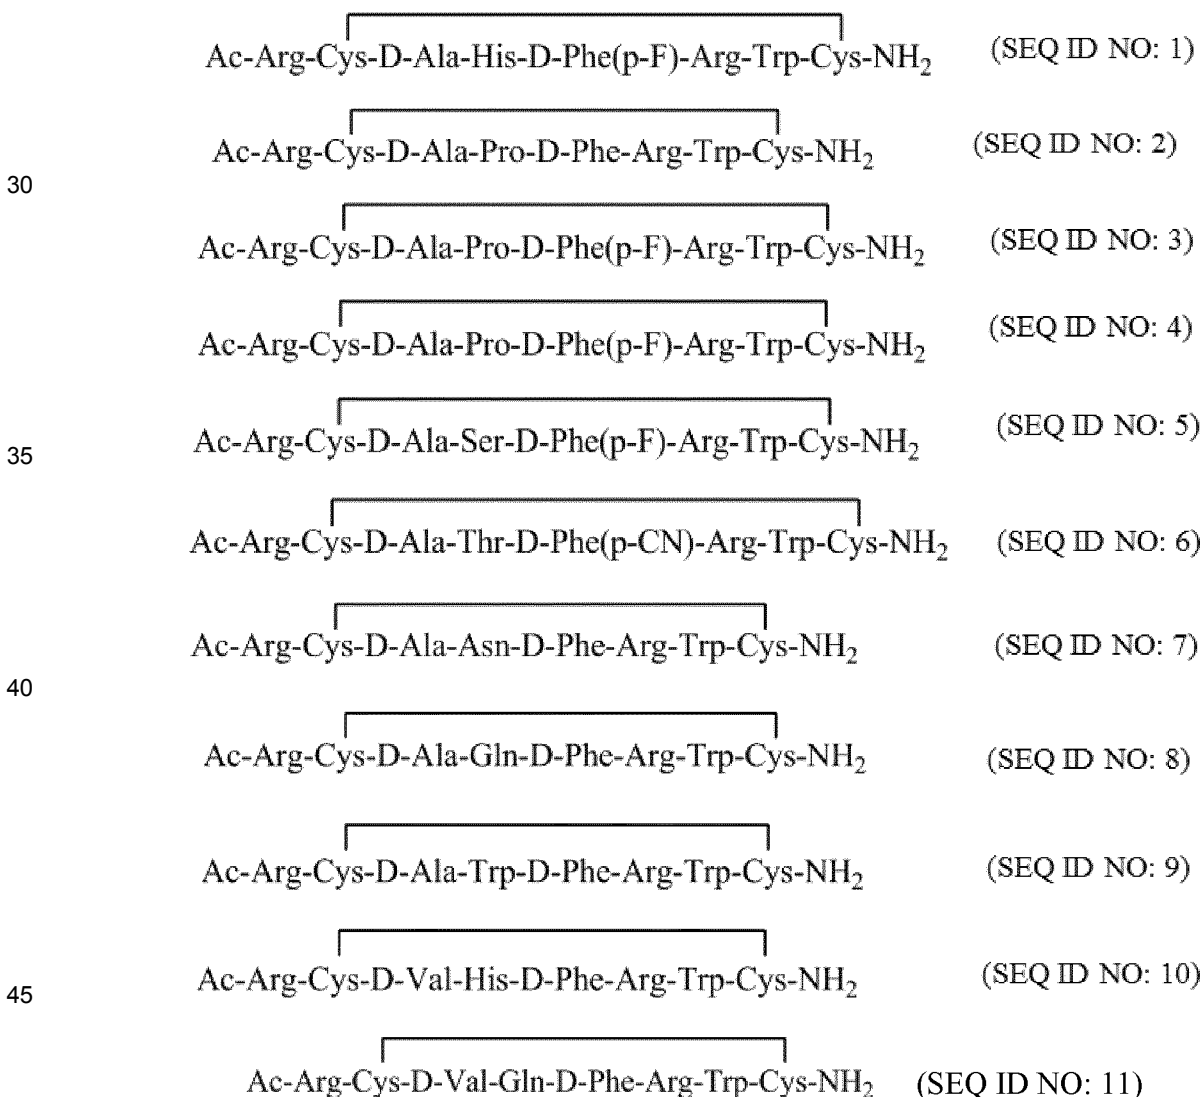 Ac-Arg-Cys-D-Ala-His-D-Phe(p-F)-Arg-Trp-Cys-NH2 (SEQ ID NO: 1)
Ac-Arg-Cys-D-Ala-Pro-D-Phe-Arg-Trp-Cys-NH2 (SEQ ID NO: 2)
30
Ac-Arg-Cys-D-Ala-Pro-D-Phe(p-F)-Arg-Trp-Cys-NH2 (SEQ ID NO: 3)
Ac-Arg-Cys-D-Ala-Pro-D-Phe(p-F)-Arg-Trp-Cys-NH2 (SEQ ID NO: 4)
Ac-Arg-Cys-D-Ala-Ser-D-Phe(p-F)-Arg-Trp-Cys-NH2 (SEQ ID NO: 5)
35
Ac-Arg-Cys-D-Ala-Thr-D-Phe(p-CN)-Arg-Trp-Cys-NH2 (SEQ ID NO: 6)
Ac-Arg-Cys-D-Ala-Asn-D-Phe-Arg-Trp-Cys-NH2 (SEQ ID NO: 7)
40
Ac-Arg-Cys-D-Ala-Gln-D-Phe-Arg-Trp-Cys-NH2 (SEQ ID NO: 8)
Ac-Arg-Cys-D-Ala-Trp-D-Phe-Arg-Trp-Cys-NH2 (SEQ ID NO: 9)
Ac-Arg-Cys-D-Val-His-D-Phe-Arg-Trp-Cys-NH2 (SEQ ID NO: 10)
45
Ac-Arg-Cys-D-Val-Gln-D-Phe-Arg-Trp-Cys-NH2 (SEQ ID NO: 11)